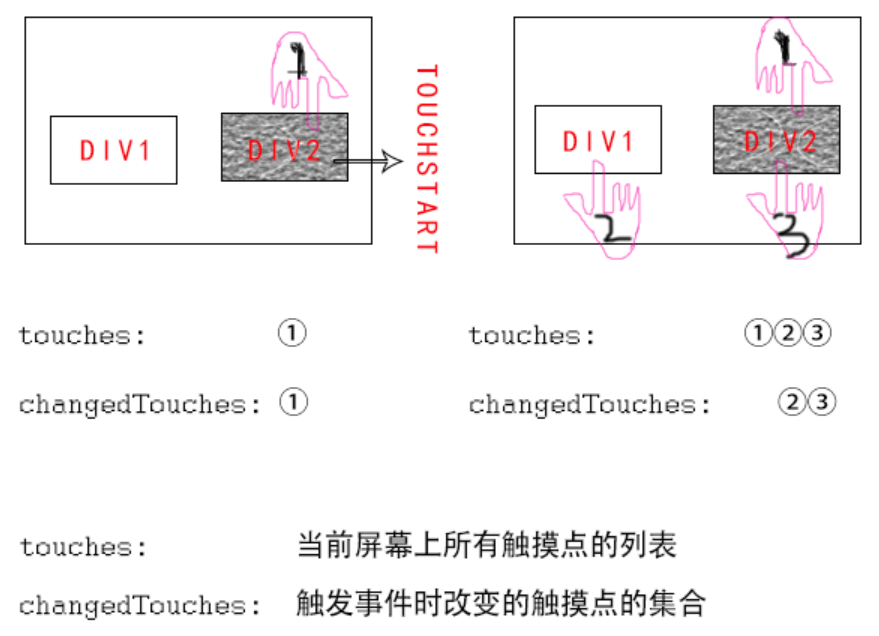 1 1
DIV1 DIV2 TOUCHSTART DIV1 DIV2
2 3
touches: ① touches: ①②③
changedTouches: ① changedTouches: ②③
touches: 当前屏幕上所有触摸点的列表
changedTouches: 触发事件时改变的触摸点的集合